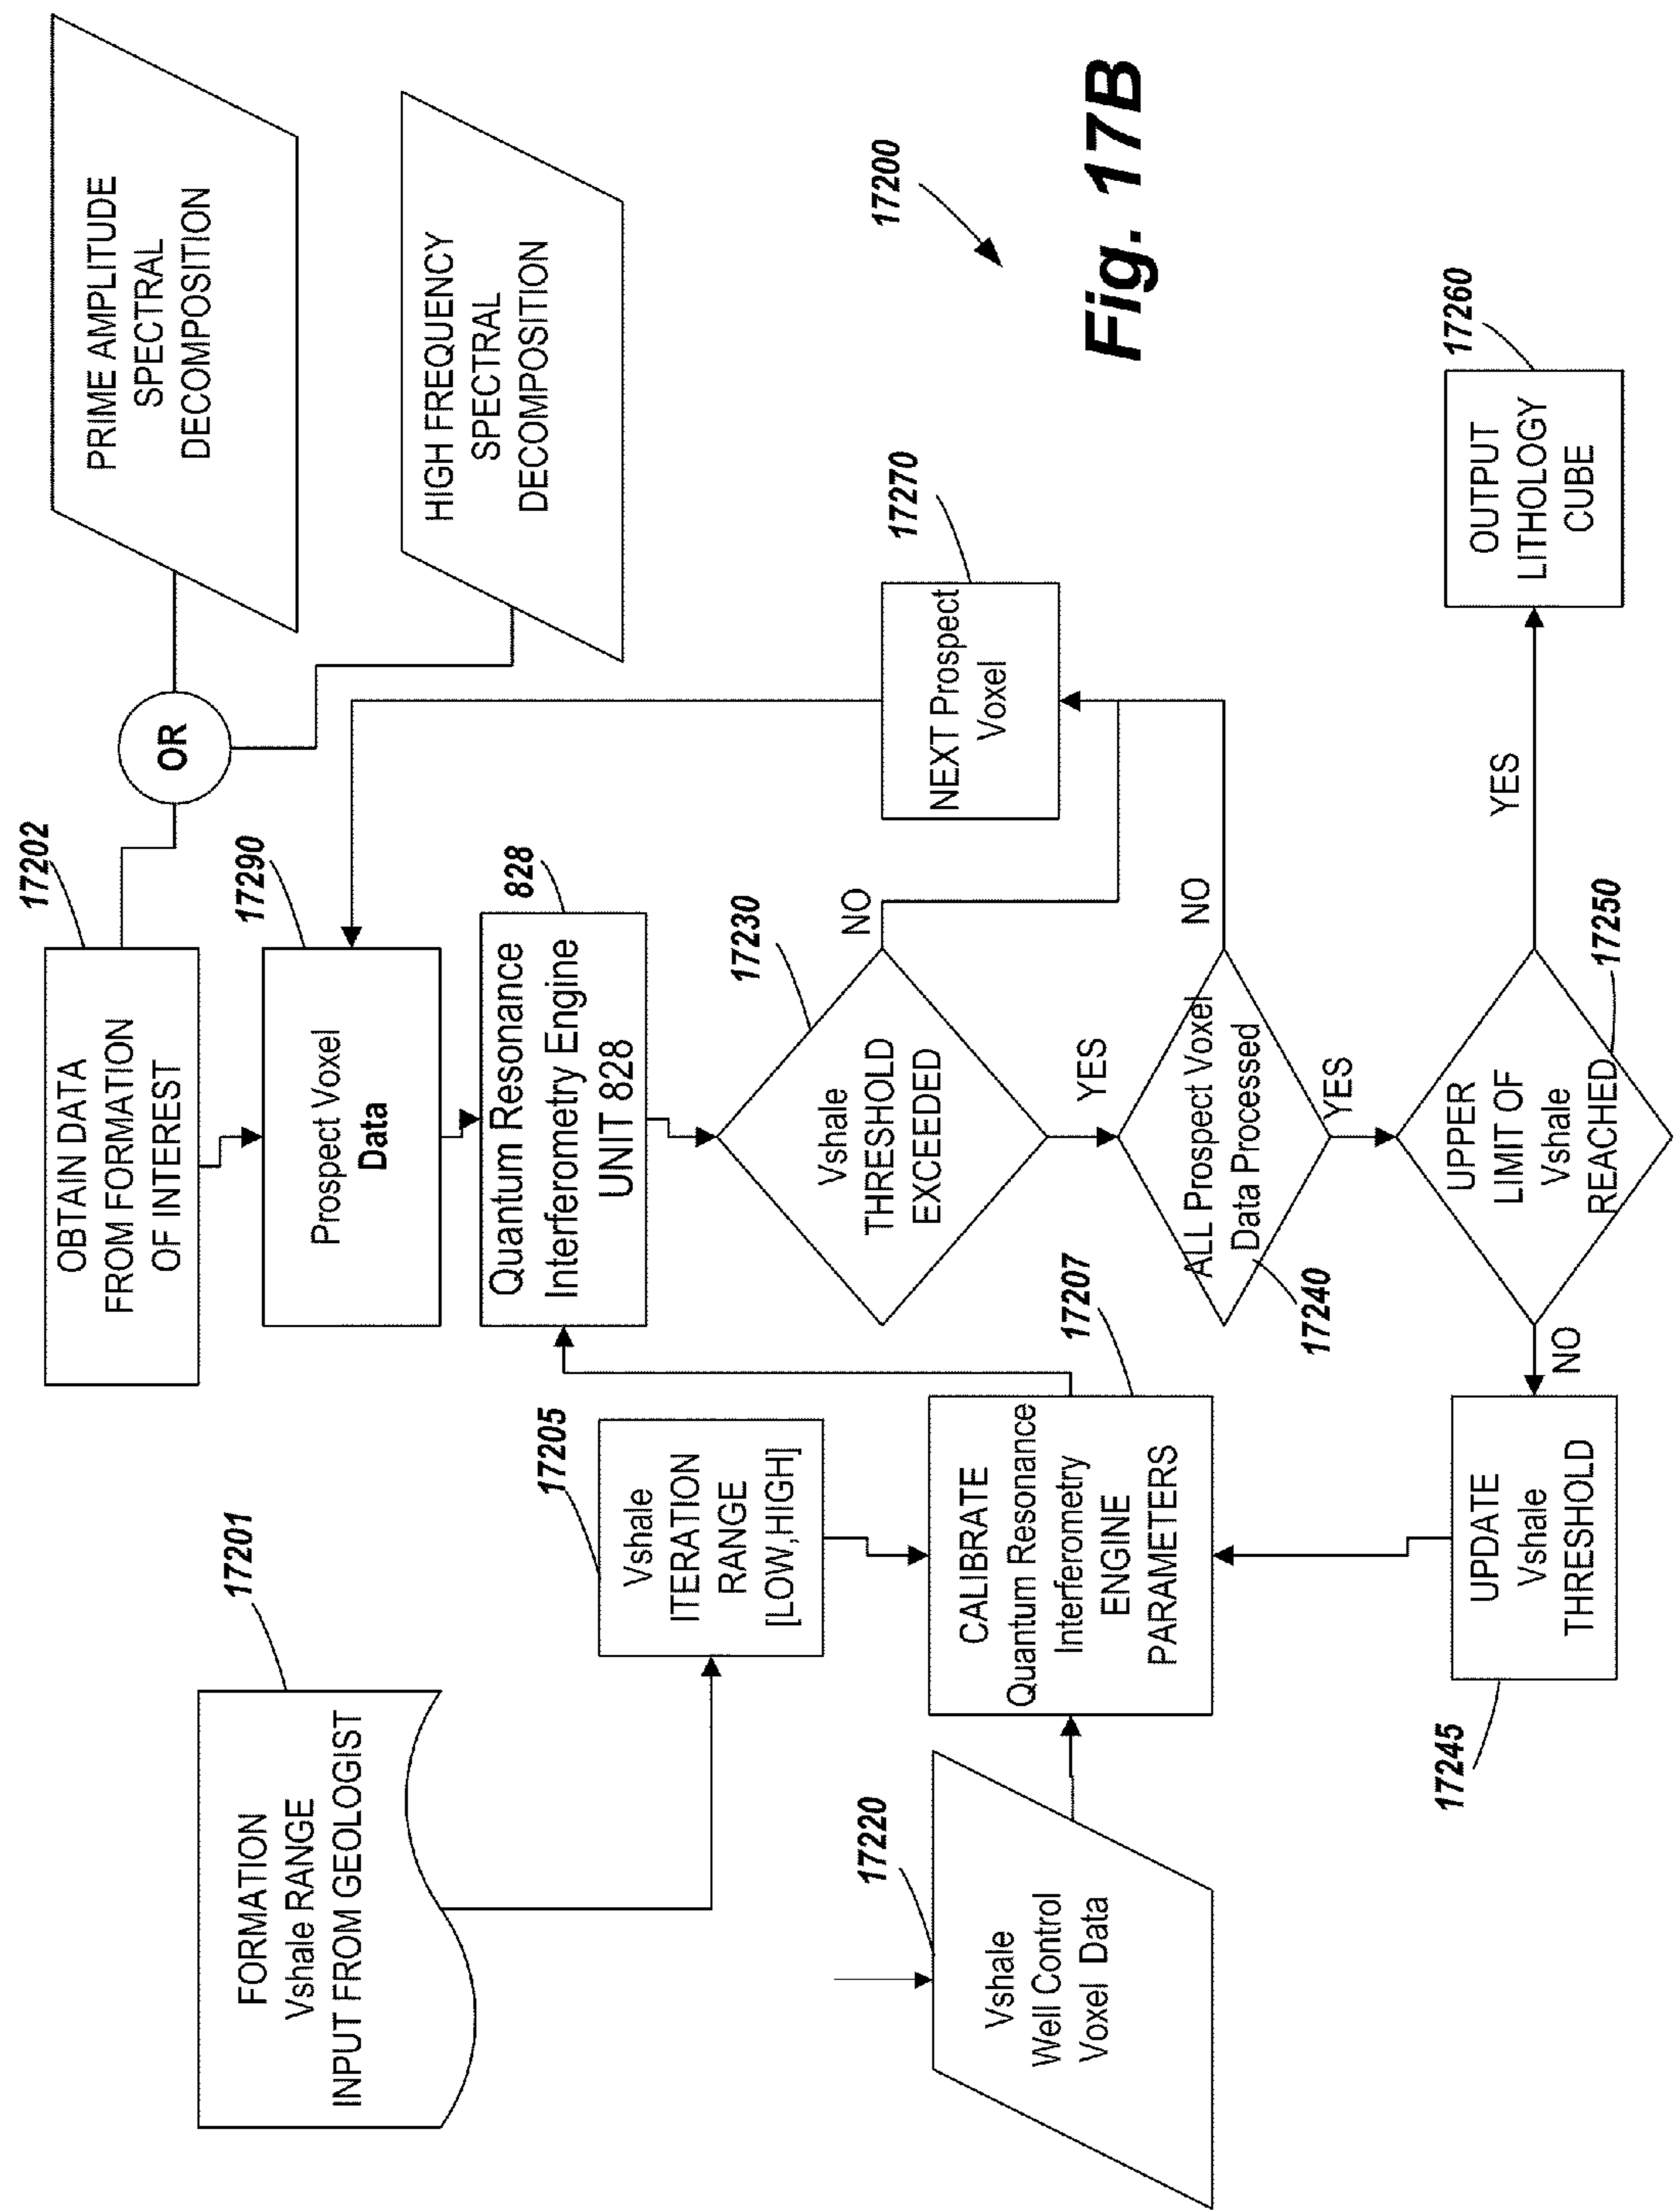 17201
FORMATION
Vshale RANGE
INPUT FROM GEOLOGIST
17202
OBTAIN DATA
FROM FORMATION
OF INTEREST
OR
PRIME AMPLITUDE
SPECTRAL
DECOMPOSITION
HIGH FREQUENCY
SPECTRAL
DECOMPOSITION
17290
Prospect Voxel
Data
828
Quantum Resonance
Interferometry Engine
UNIT 828
17205
Vshale
ITERATION
RANGE
[LOW,HIGH]
17230
Vshale
THRESHOLD
EXCEEDED
NO
YES
17270
NEXT Prospect
Voxel
17220
Vshale
Well Control
Voxel Data
17207
CALIBRATE
Quantum Resonance
Interferometry
ENGINE
PARAMETERS
ALL Prospect Voxel
Data Processed
17240
NO
YES
17245
UPDATE
Vshale
THRESHOLD
NO
UPPER
LIMIT OF
Vshale
REACHED
17250
YES
17260
OUTPUT
LITHOLOGY
CUBE
17200
Fig. 17B